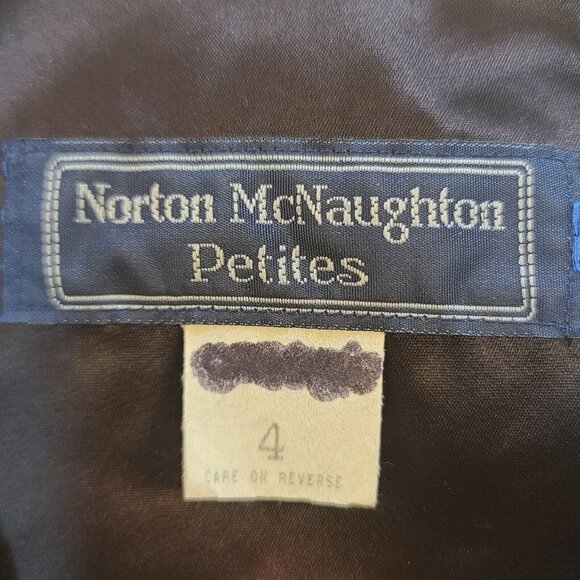 Norton McNaughton
Petites
4
CARE ON REVERSE